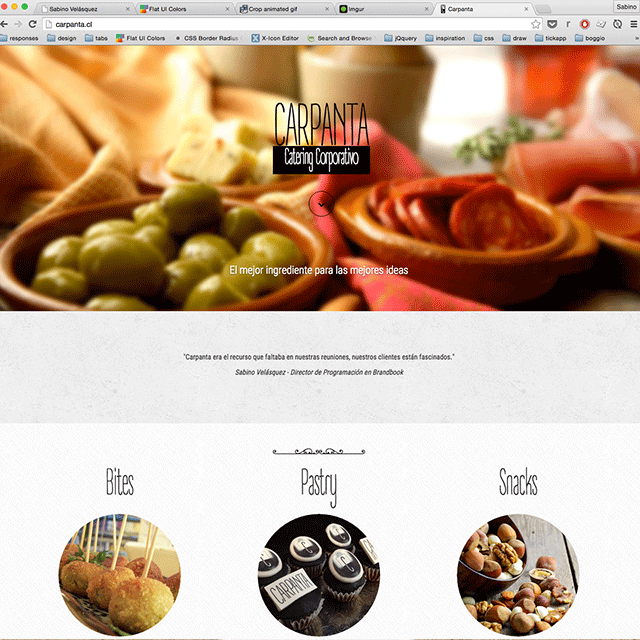 Sabino Velásquez
Flat UI Colors
Crop animated gif
Imgur
Carpanta
Sabino
carpanta.cl
responses
design
tabs
Flat UI Colors
CSS Border Radius
X-Icon Editor
Search and Browse
jQquery
inspiration
css
draw
tickapp
boggio
CARPANTA
Catering Corporativo
El mejor ingrediente para las mejores ideas
"Carpanta era el recurso que faltaba en nuestras reuniones, nuestros clientes están fascinados."
Sabino Velásquez - Director de Programación en Brandbook
Bites
Pastry
Snacks
CARPANTA